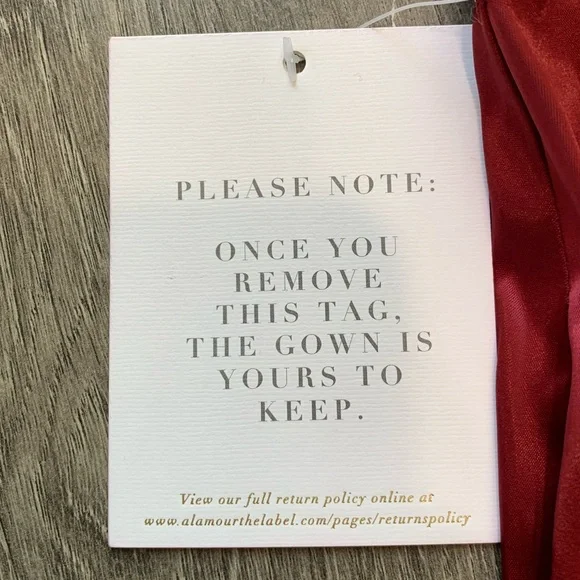 PLEASE NOTE:
ONCE YOU
REMOVE
THIS TAG,
THE GOWN IS
YOURS TO
KEEP.
View our full return policy online at
www.alamourthelabel.com/pages/returnspolicy